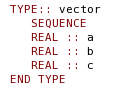 TYPE:: vector
SEQUENCE
REAL :: a
REAL :: b
REAL :: c
END TYPE